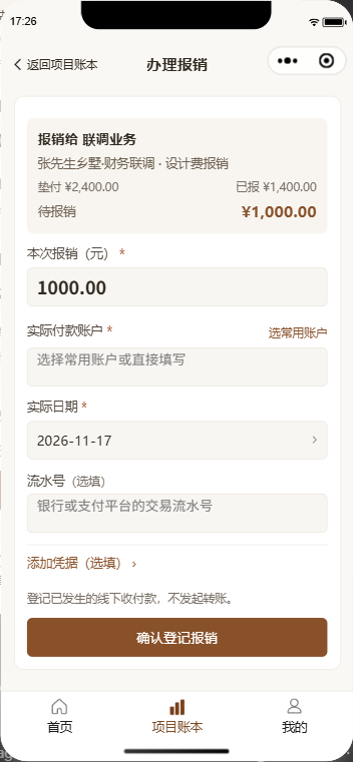 17:26
返回项目账本 办理报销
报销给 联调业务
张先生乡墅·财务联调 · 设计费报销
垫付 ¥2,400.00 已报 ¥1,400.00
待报销 ¥1,000.00
本次报销（元） *
1000.00
实际付款账户 * 选常用账户
选择常用账户或直接填写
实际日期 *
2026-11-17
流水号（选填）
银行或支付平台的交易流水号
添加凭据（选填） ›
登记已发生的线下收付款，不发起转账。
确认登记报销
首页 项目账本 我的